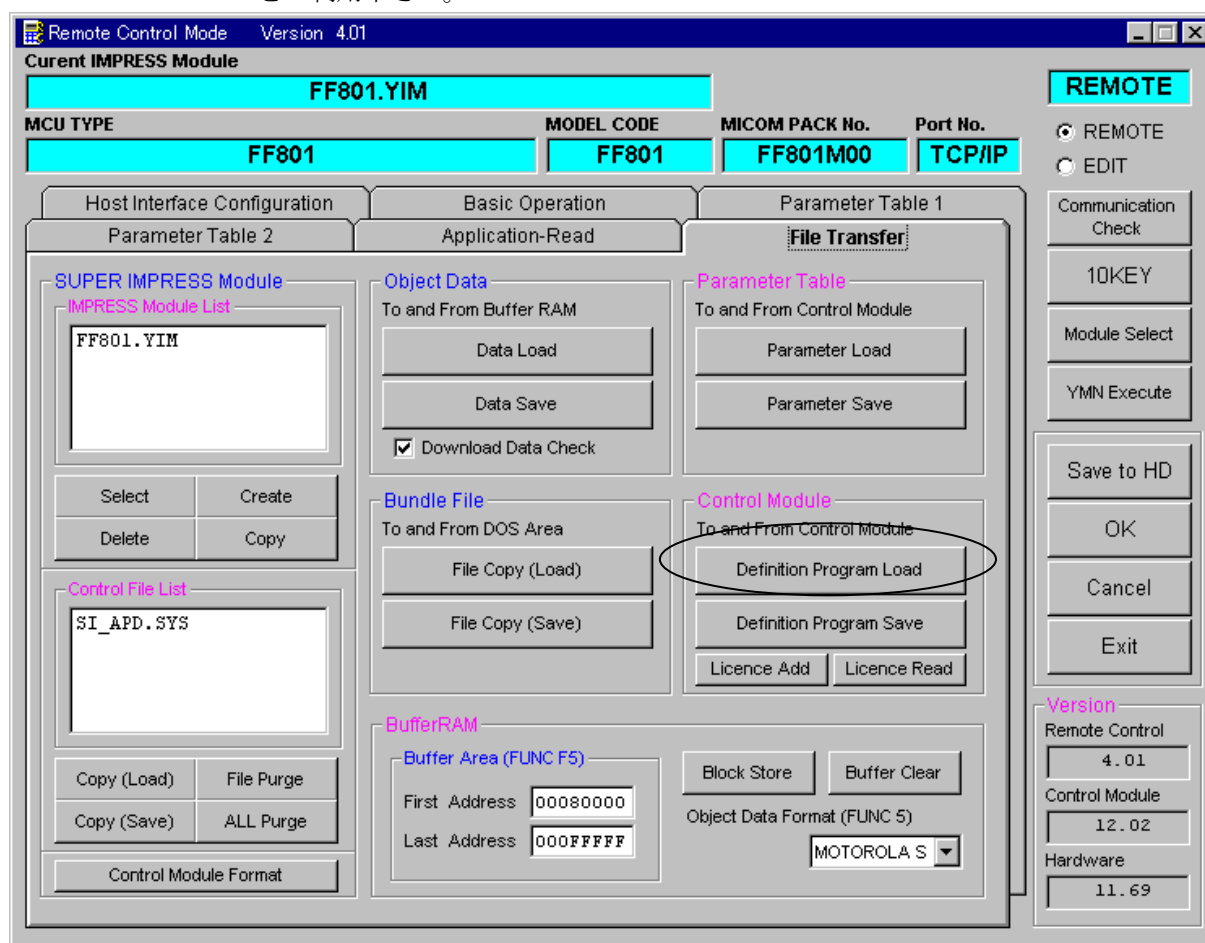 Remote Control Mode Version 4.01
Curent IMPRESS Module
FF801.YIM
REMOTE
MCU TYPE MODEL CODE MICOM PACK No. Port No.
FF801 FF801 FF801M00 TCP/IP
REMOTE
EDIT
Host Interface Configuration Basic Operation Parameter Table 1
Parameter Table 2 Application-Read File Transfer
Communication Check
10KEY
Module Select
YMN Execute
Save to HD
OK
Cancel
Exit
SUPER IMPRESS Module
IMPRESS Module List
FF801.YIM
Select Create
Delete Copy
Control File List
SI_APD.SYS
Copy (Load) File Purge
Copy (Save) ALL Purge
Control Module Format
Object Data
To and From Buffer RAM
Data Load
Data Save
Download Data Check
Parameter Table
To and From Control Module
Parameter Load
Parameter Save
Bundle File
To and From DOS Area
File Copy (Load)
File Copy (Save)
Control Module
To and From Control Module
Definition Program Load
Definition Program Save
Licence Add Licence Read
BufferRAM
Buffer Area (FUNC F5)
First Address 00080000
Last Address 000FFFFF
Block Store Buffer Clear
Object Data Format (FUNC 5)
MOTOROLA S
Version
Remote Control
4.01
Control Module
12.02
Hardware
11.69